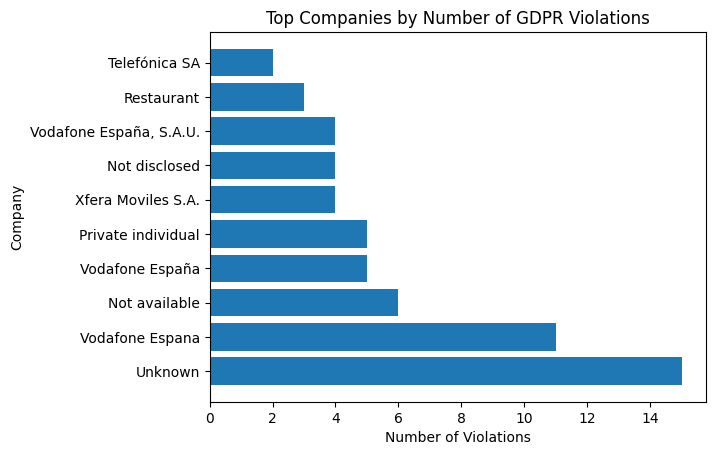 Top Companies by Number of GDPR Violations
Telefónica SA
Restaurant
Vodafone España, S.A.U.
Not disclosed
Xfera Moviles S.A.
Private individual
Vodafone España
Not available
Vodafone Espana
Unknown
Company
0 2 4 6 8 10 12 14
Number of Violations